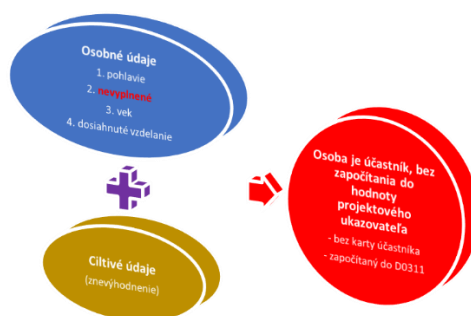 Osobné údaje
1. pohlavie
2. nevyplnené
3. vek
4. dosiahnuté vzdelanie
Citlivé údaje
(znevýhodnenie)
Osoba je účastník, bez
započítania do
hodnoty
projektového
ukazovateľa
- bez karty účastníka
- započítaný do D0311